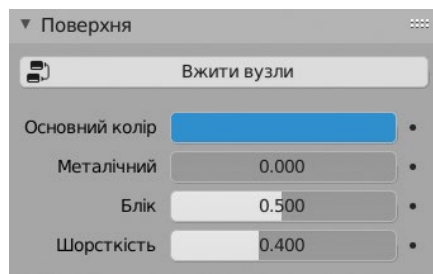 Поверхня
Вжити вузли
Основний колір
Металічний 0.000
Блік 0.500
Шорсткість 0.400